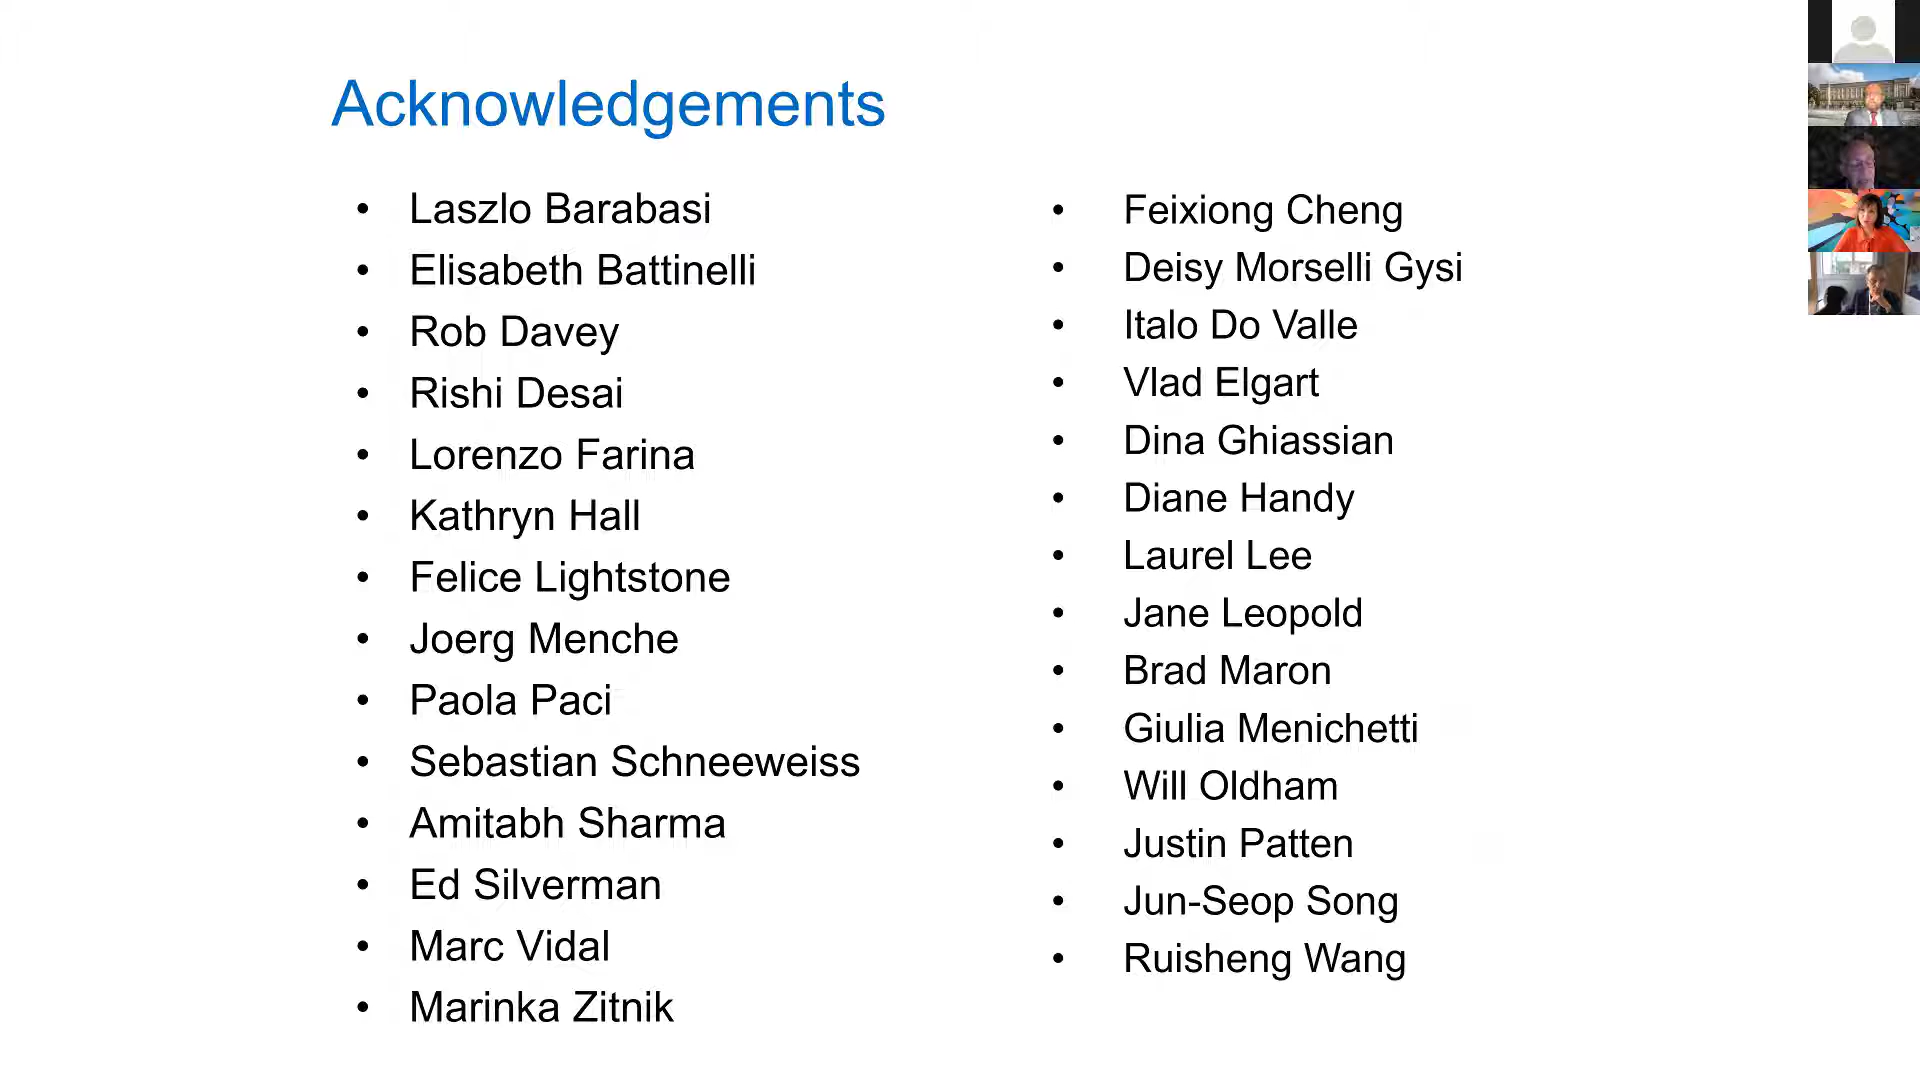 Acknowledgements
• Laszlo Barabasi
• Elisabeth Battinelli
• Rob Davey
• Rishi Desai
• Lorenzo Farina
• Kathryn Hall
• Felice Lightstone
• Joerg Menche
• Paola Paci
• Sebastian Schneeweiss
• Amitabh Sharma
• Ed Silverman
• Marc Vidal
• Marinka Zitnik
• Feixiong Cheng
• Deisy Morselli Gysi
• Italo Do Valle
• Vlad Elgart
• Dina Ghiassian
• Diane Handy
• Laurel Lee
• Jane Leopold
• Brad Maron
• Giulia Menichetti
• Will Oldham
• Justin Patten
• Jun-Seop Song
• Ruisheng Wang